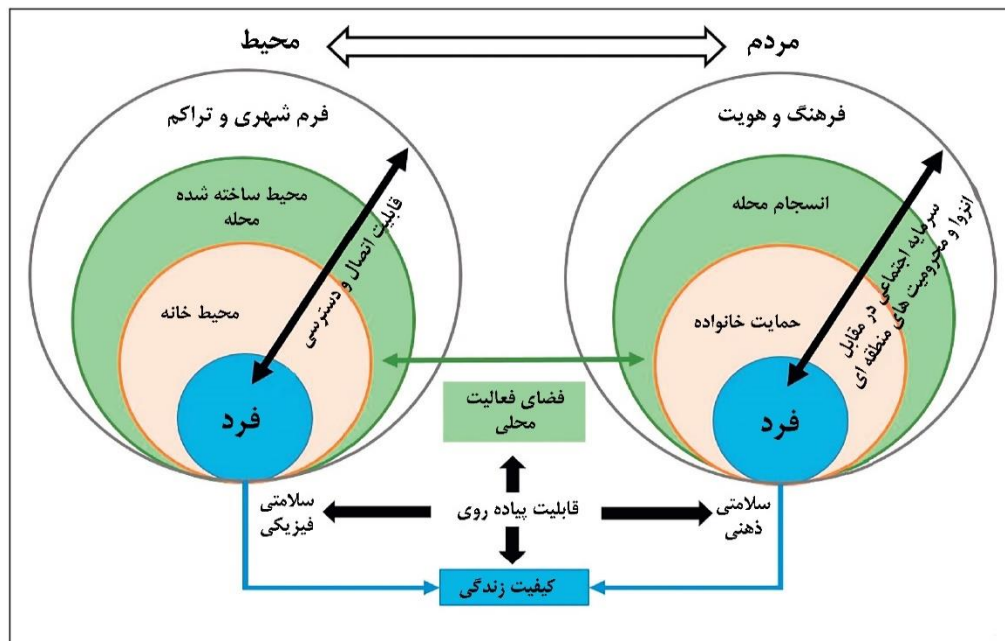 مردم
محیط
فرهنگ و هویت
انسجام محله
حمایت خانواده
فرد
سرمایه اجتماعی در مقابل
انزوا و محرومیت های منطقه ای
فرم شهری و تراکم
محیط ساخته شده
محله
محیط خانه
فرد
قابلیت اتصال و دسترسی
فضای فعالیت
محلی
سلامتی
ذهنی
قابلیت پیاده روی
سلامتی
فیزیکی
کیفیت زندگی